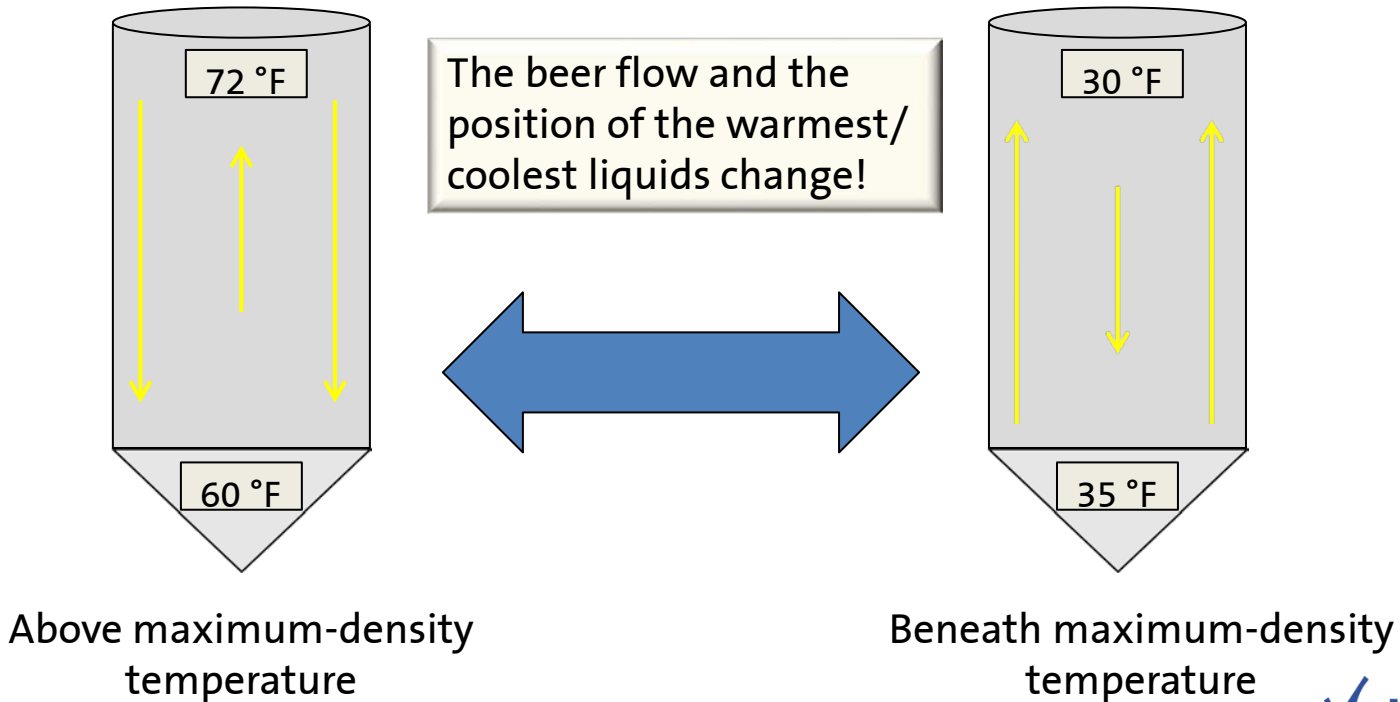 72 °F
The beer flow and the
position of the warmest/
coolest liquids change!
30 °F
60 °F
35 °F
Above maximum-density
temperature
Beneath maximum-density
temperature